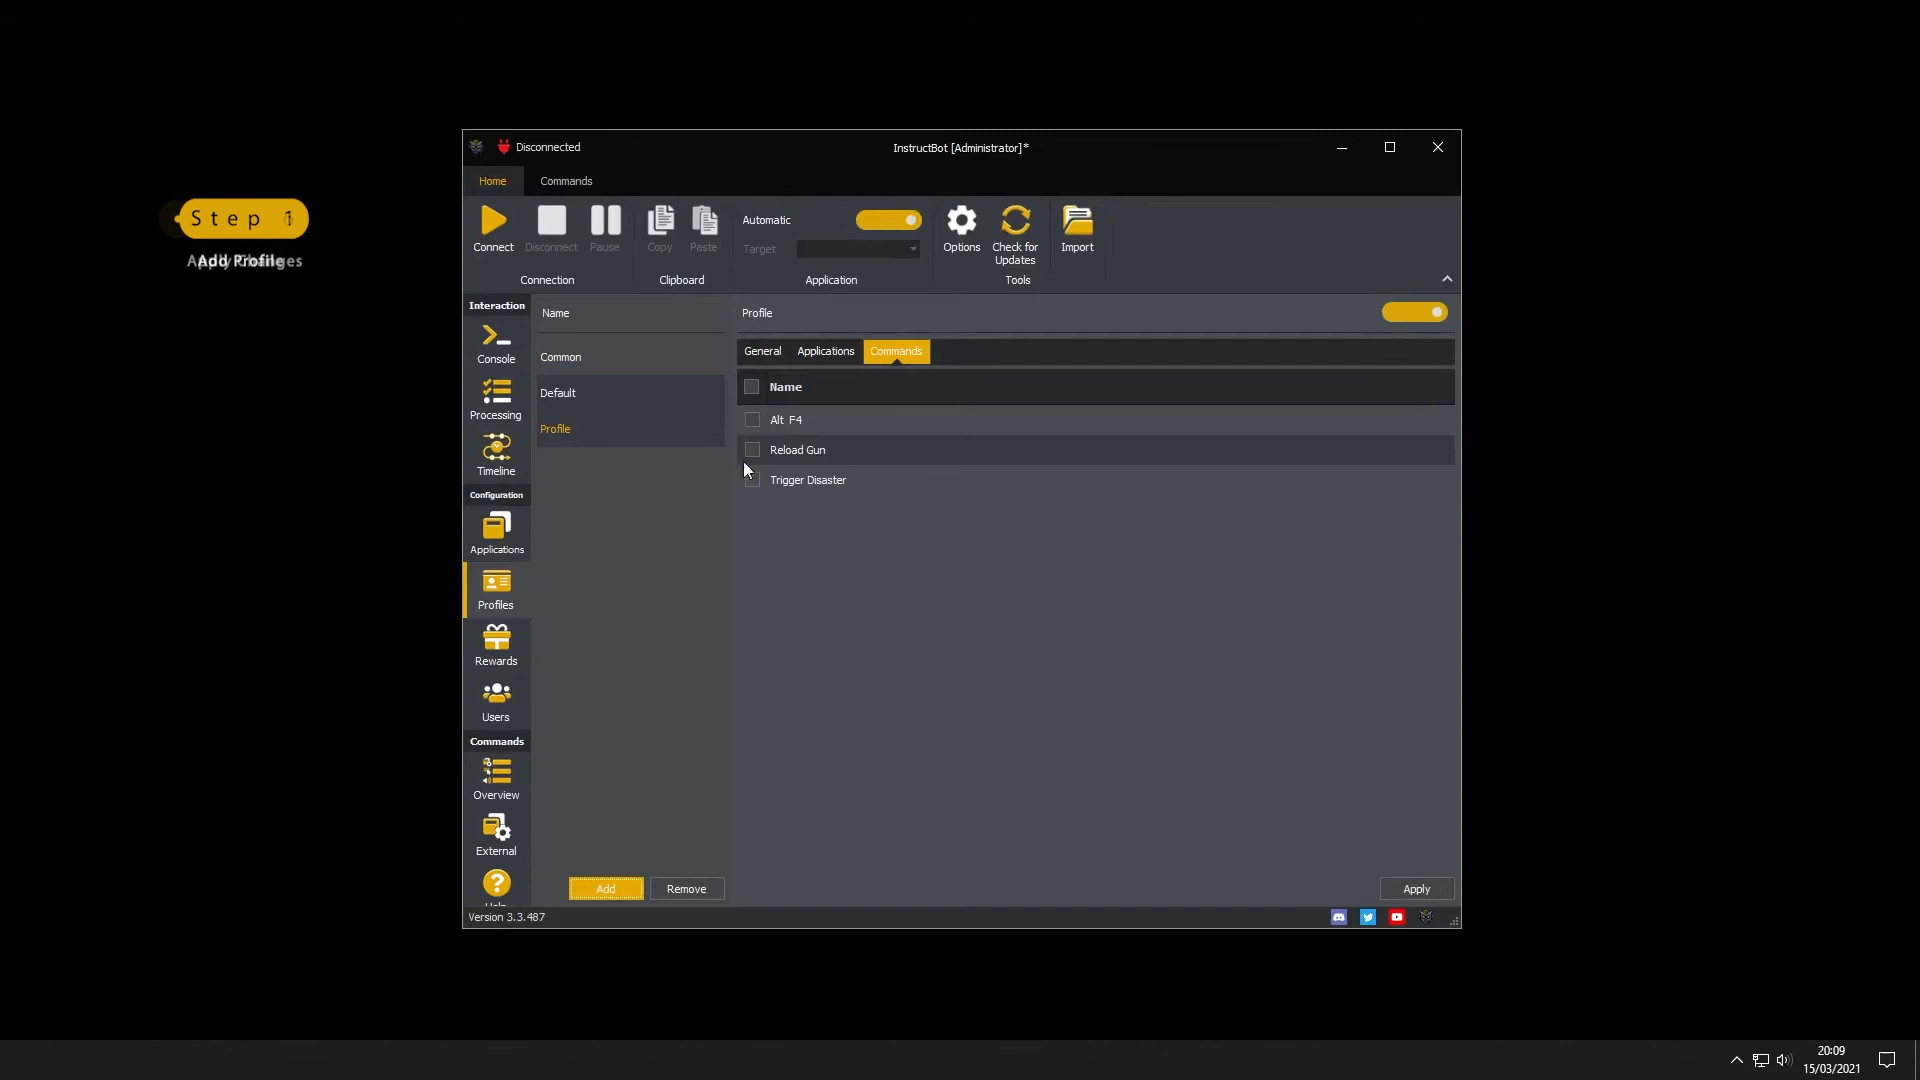 Disconnected
InstructBot [Administrator]*
Home
Commands
Step 1
Add Profile
Connect
Disconnect
Pause
Copy
Paste
Automatic
Target
Options
Check for
Updates
Import
Connection
Clipboard
Application
Tools
Interaction
Console
Processing
Timeline
Configuration
Applications
Profiles
Rewards
Users
Commands
Overview
External
Name
Common
Default
Profile
Add
Remove
Profile
General
Applications
Commands
Name
Alt F4
Reload Gun
Trigger Disaster
Apply
Version 3.3.487
20:09
15/03/2021